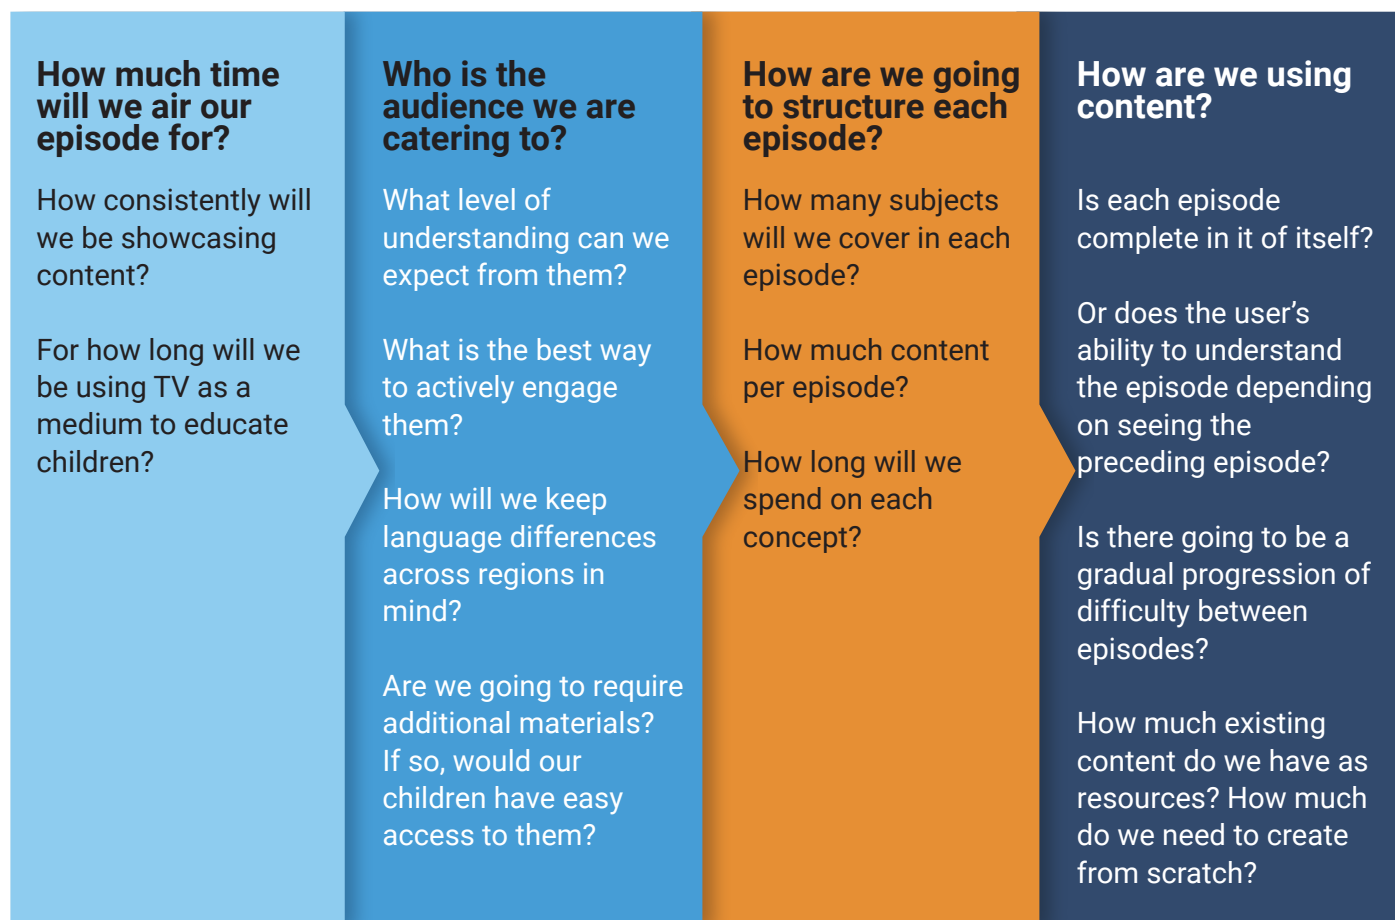 How much time
will we air our
episode for?
How consistently will
we be showcasing
content?
For how long will we
be using TV as a
medium to educate
children?
Who is the
audience we are
catering to?
What level of
understanding can we
expect from them?
What is the best way
to actively engage
them?
How will we keep
language differences
across regions in
mind?
Are we going to require
additional materials?
If so, would our
children have easy
access to them?
How are we going
to structure each
episode?
How many subjects
will we cover in each
episode?
How much content
per episode?
How long will we
spend on each
concept?
How are we using
content?
Is each episode
complete in it of itself?
Or does the user’s
ability to understand
the episode depending
on seeing the
preceding episode?
Is there going to be a
gradual progression of
difficulty between
episodes?
How much existing
content do we have as
resources? How much
do we need to create
from scratch?